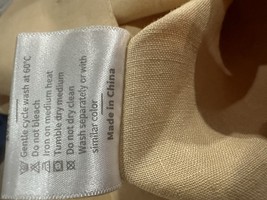 Gentle cycle wash at 60°C
Do not bleach
Iron on medium heat
Tumble dry medium
Do not dry clean
Wash separately or with
similar color
Made In China